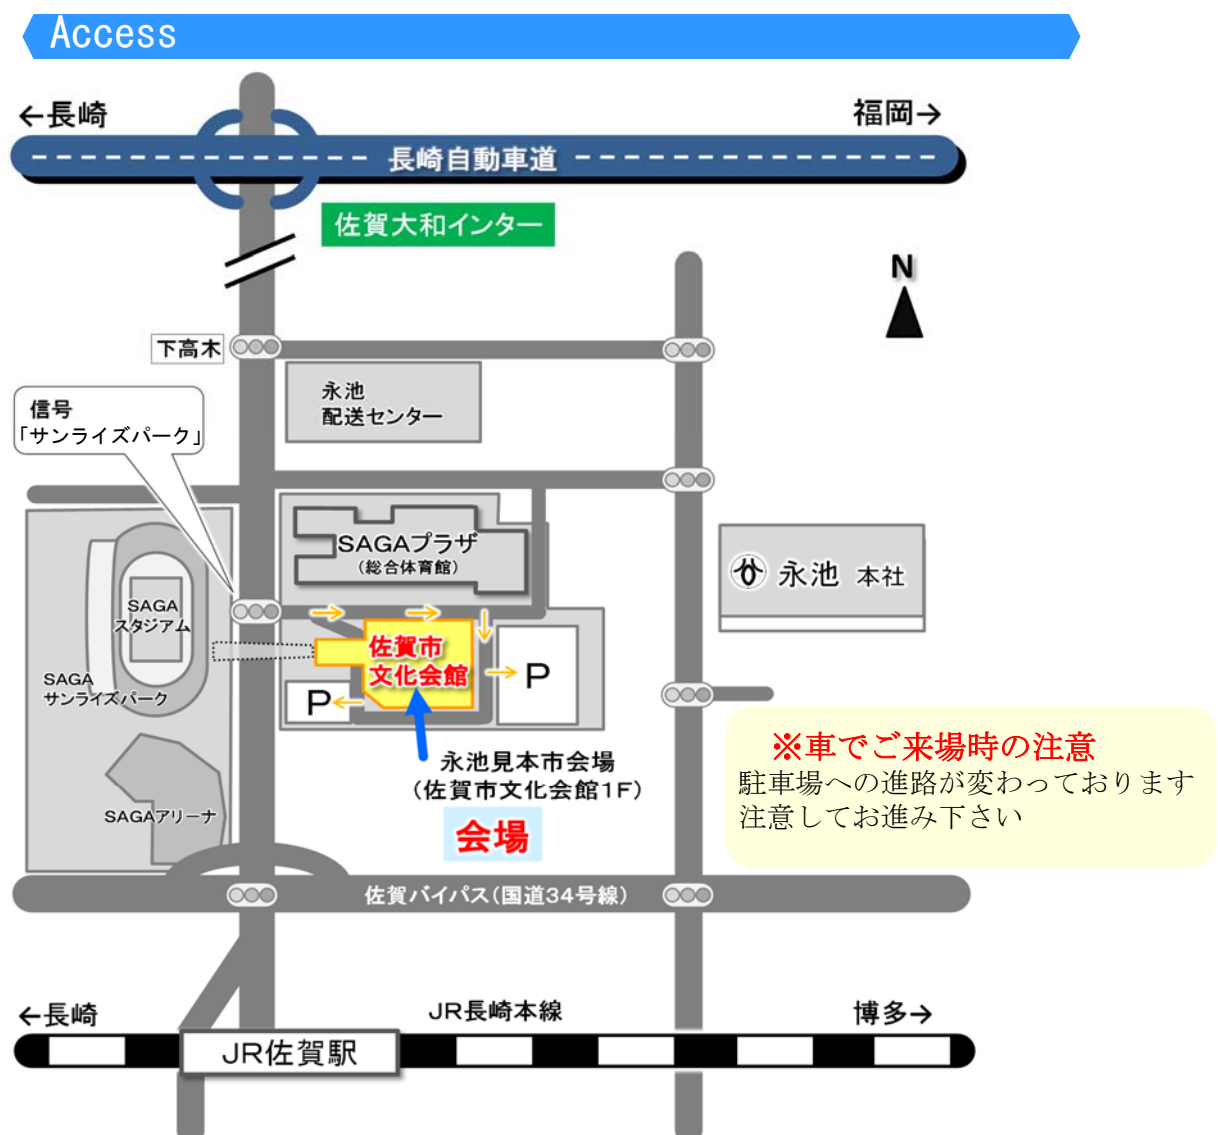 Access
←長崎
福岡→
長崎自動車道
佐賀大和インター
N
下高木
永池
配送センター
信号
「サンライズパーク」
SAGAプラザ
(総合体育館)
永池 本社
SAGA
スタジアム
佐賀市
文化会館
P
P
SAGA
サンライズパーク
※車でご来場時の注意
駐車場への進路が変わっております
注意してお進み下さい
永池見本市会場
(佐賀市文化会館1F)
SAGAアリーナ
会場
佐賀バイパス(国道34号線)
←長崎
JR長崎本線
博多→
JR佐賀駅